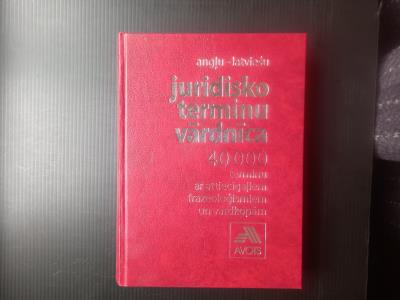 angļu-latviešu
juridisko
terminu
vārdnīca
40 000
terminu
ar attiecīgajiem
frazeoloģismiem
un vārdkopām
AVOTS